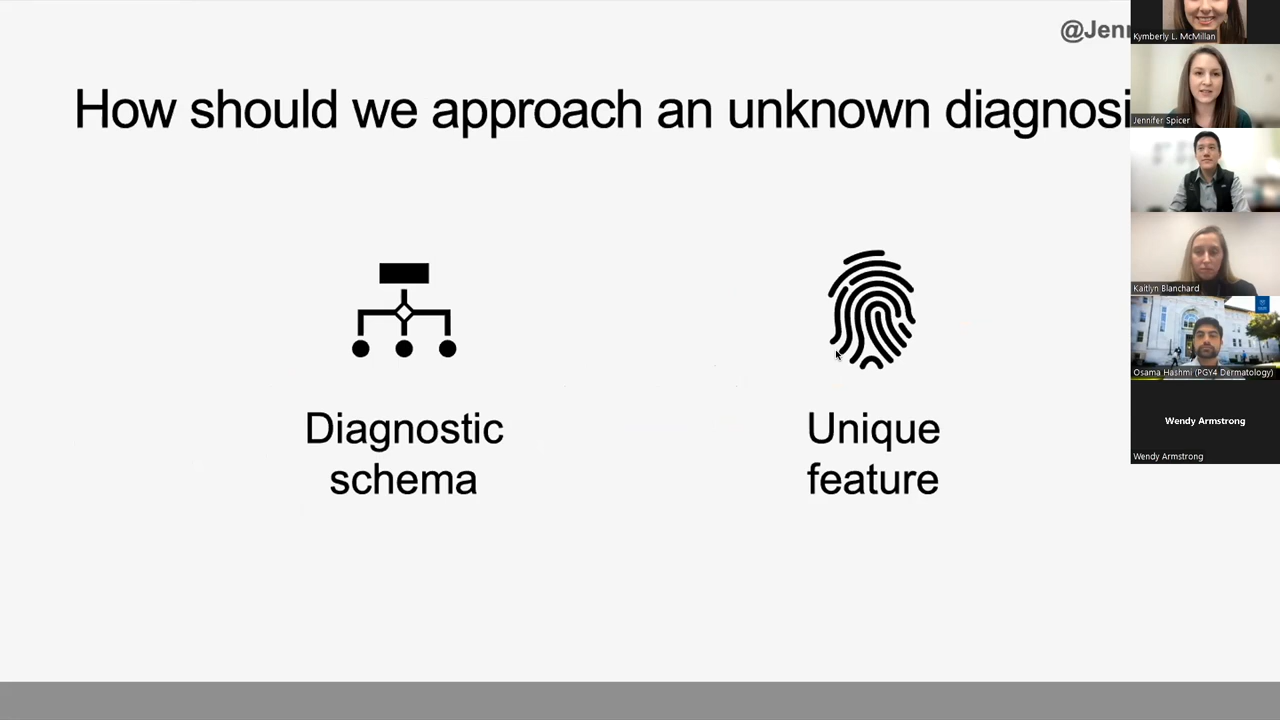 @Jenn
How should we approach an unknown diagnosi
Diagnostic
schema
Unique
feature
Kymberly L. McMillan
Jennifer Spicer
Kaitlyn Blanchard
Osama Hashmi (PGY4 Dermatology)
Wendy Armstrong
Wendy Armstrong